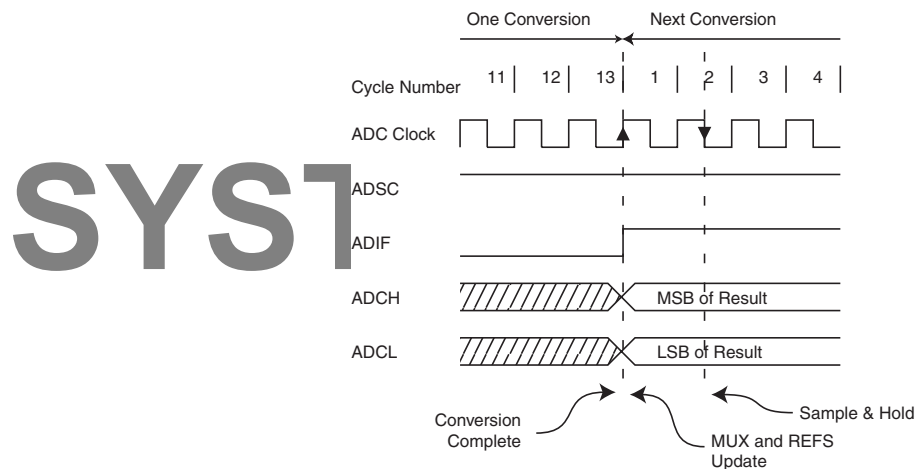 One Conversion Next Conversion
Cycle Number 11 12 13 1 2 3 4
ADC Clock
SYST
ADSC
ADIF
ADCH MSB of Result
ADCL LSB of Result
Sample & Hold
Conversion
Complete
MUX and REFS
Update